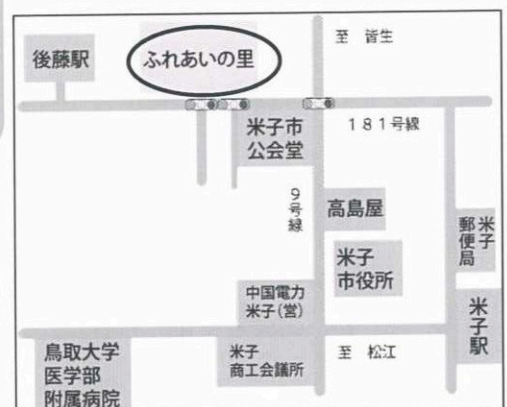 至 皆生
後藤駅
ふれあいの里
米子市
公会堂
181号線
9号線
高島屋
米子
郵便局
米子
市役所
中国電力
米子(営)
米子駅
鳥取大学
医学部
附属病院
米子
商工会議所
至 松江